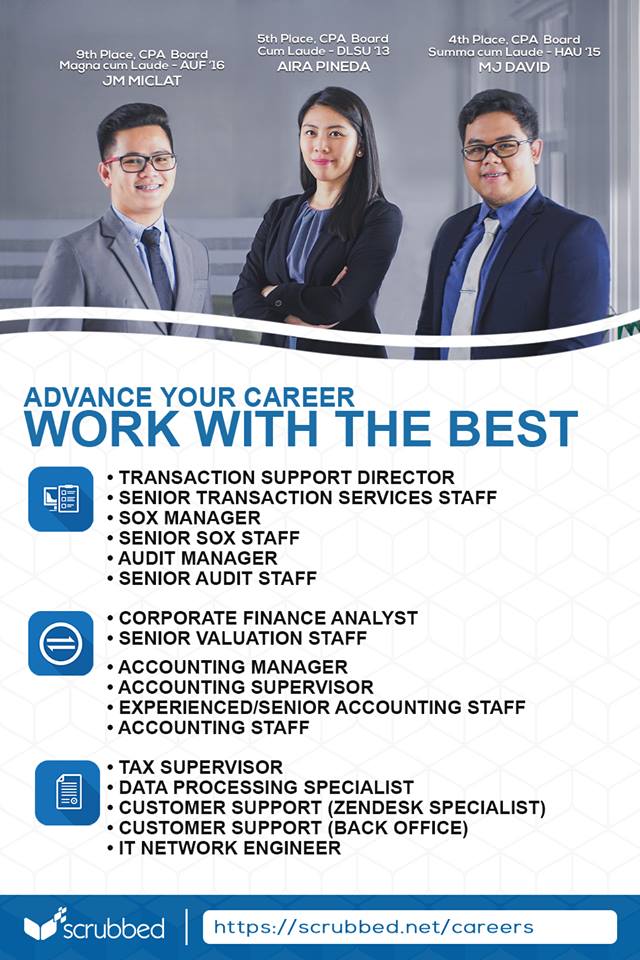 9th Place, CPA Board
Magna cum Laude - AUF '16
JM MICLAT
5th Place, CPA Board
Cum Laude - DLSU '13
AIRA PINEDA
4th Place, CPA Board
Summa cum Laude - HAU '15
MJ DAVID
ADVANCE YOUR CAREER
WORK WITH THE BEST
• TRANSACTION SUPPORT DIRECTOR
• SENIOR TRANSACTION SERVICES STAFF
• SOX MANAGER
• SENIOR SOX STAFF
• AUDIT MANAGER
• SENIOR AUDIT STAFF
• CORPORATE FINANCE ANALYST
• SENIOR VALUATION STAFF
• ACCOUNTING MANAGER
• ACCOUNTING SUPERVISOR
• EXPERIENCED/SENIOR ACCOUNTING STAFF
• ACCOUNTING STAFF
• TAX SUPERVISOR
• DATA PROCESSING SPECIALIST
• CUSTOMER SUPPORT (ZENDESK SPECIALIST)
• CUSTOMER SUPPORT (BACK OFFICE)
• IT NETWORK ENGINEER
scrubbed
https://scrubbed.net/careers